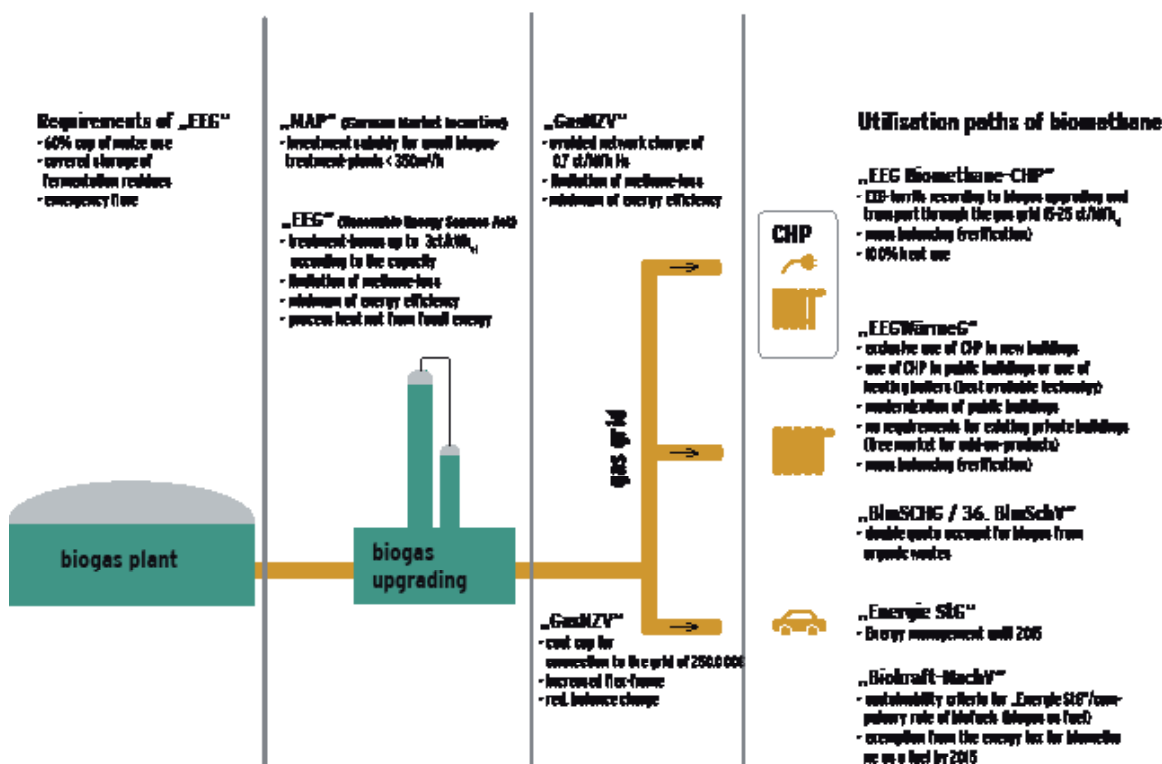 Requirements of „EEG"
- 60% cap of maize use
- covered storage of
fermentation residues
- emergency flare
„MAP" (German Market Incentive)
- Investment subsidy for small biogas-
treatment-plants < 350m³/h
„EEG" (Renewable Energy Sources Act)
- treatment-bonus up to 3ct/kWh
according to the capacity
- limitation of methane-loss
- minimum of energy efficiency
- process heat not from fossil energy
„GasNZV"
- avoided network charge of
0,7 ct/kWh Hs
- limitation of methane-loss
- minimum of energy efficiency
Utilisation paths of biomethane
„EEG Biomethane-CHP"
- EEG-tariffs according to biogas upgrading and
transport through the gas grid 15-25 ct/kWh
- mass balancing (verification)
- 100% heat use
CHP
„EEGWärmeG"
- exclusive use of CHP in new buildings
- use of CHP in public buildings or use of
heating boilers (best available technology)
- modernization of public buildings
- no requirements for existing private buildings
(free market for add-on-products)
- mass balancing (verification)
gas grid
„BImSCHG / 36. BImSchV"
- double quota account for biogas from
organic wastes
biogas plant
biogas
upgrading
„GasNZV"
- cost cap for
connection to the grid of
- increased flex-frame
- red. balance charge
„Energie StG"
- Energy management until 2015
„Biokraft-NachV"
- sustainability criteria for „Energie StG"/com-
pulsory rate of biofuels (biogas as fuel)
- exemption from the energy tax for biometha
ne as a fuel by 2015